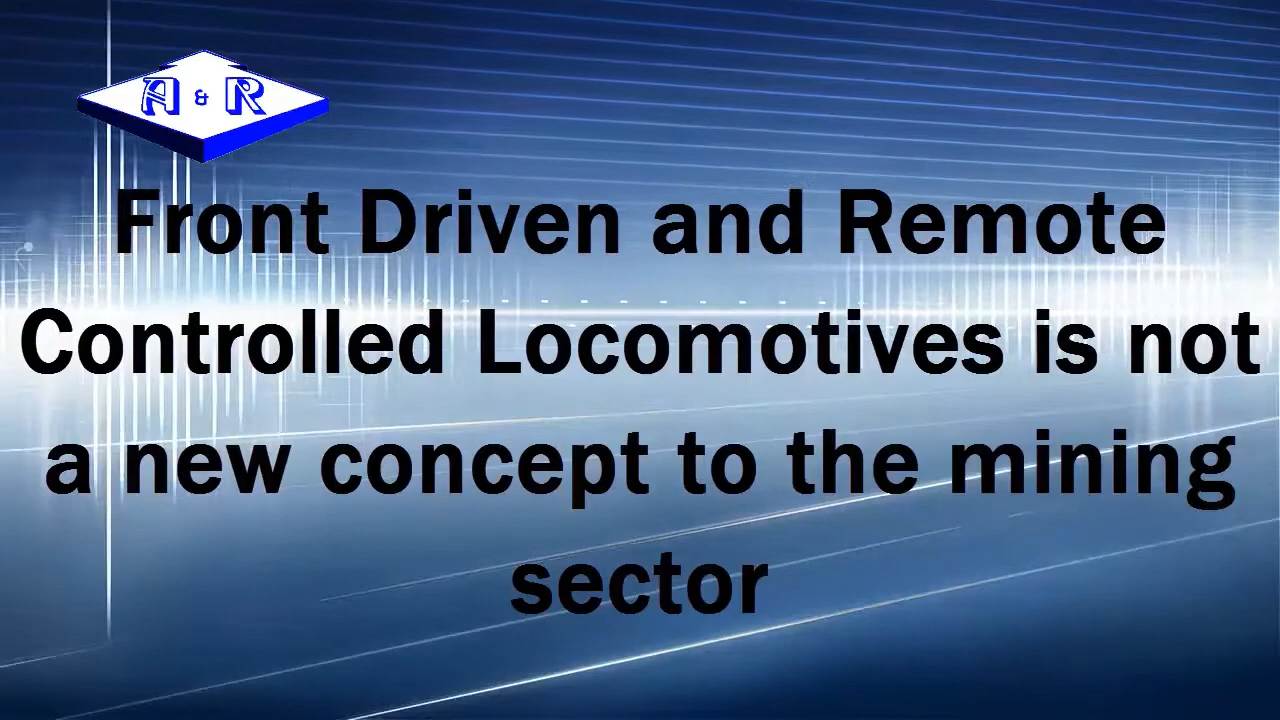 A & R
Front Driven and Remote
Controlled Locomotives is not
a new concept to the mining
sector